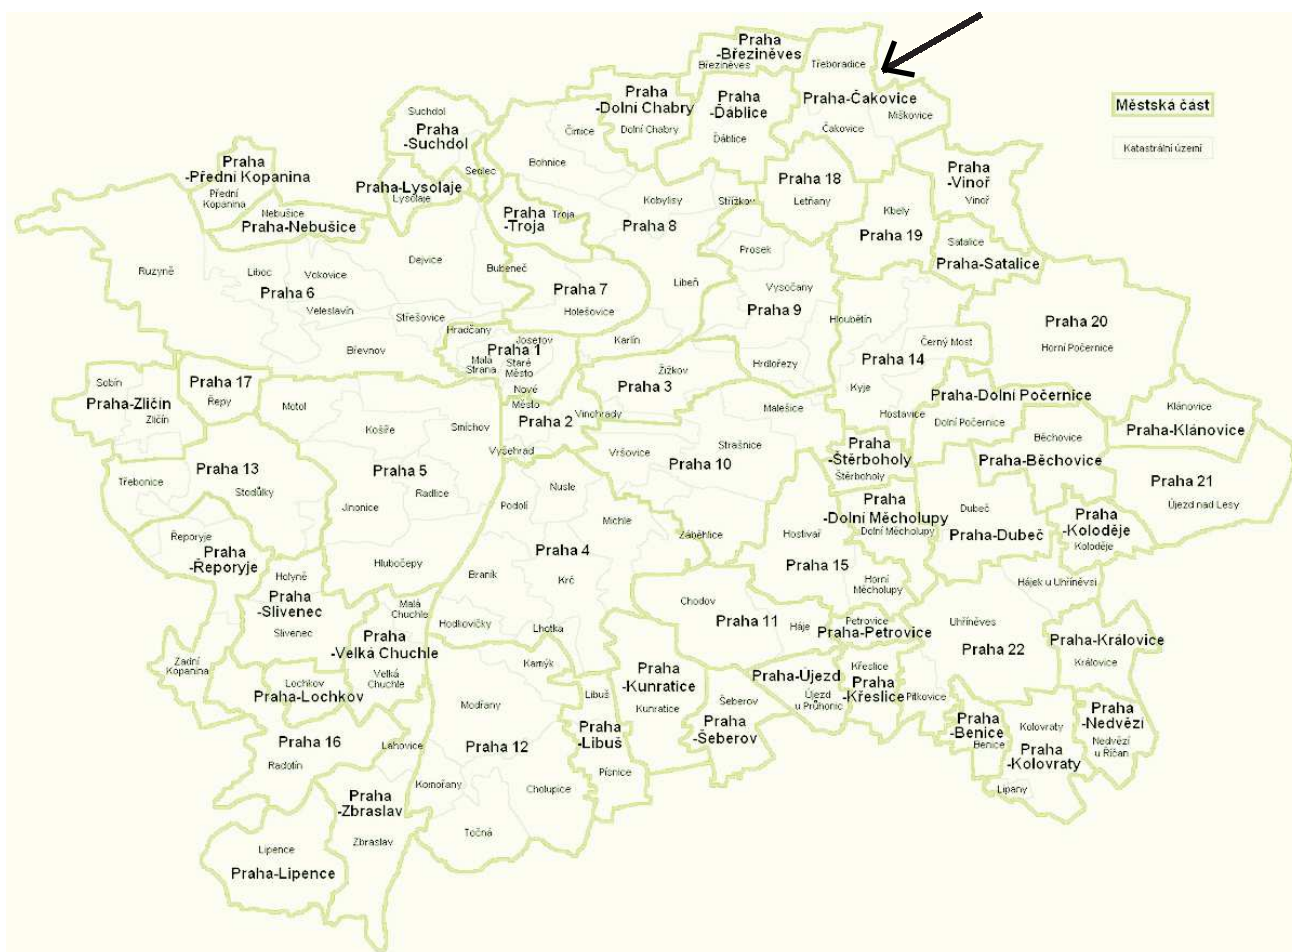 Praha
-Březiněves
Březiněves
Třeboradice
Praha
-Dolní Chabry
Dolní Chabry
Praha
-Ďáblice
Ďáblice
Praha-Čakovice
Miškovice
Čakovice
Městská část
Katastrální území
Suchdol
Praha
-Suchdol
Sedlec
Čimice
Bohnice
Praha
-Přední Kopanina
Přední
Kopanina
Praha-Lysolaje
Lysolaje
Nebušice
Praha-Nebušice
Praha
-Troja
Troja
Kobylisy
Praha 8
Střížkov
Praha 18
Letňany
Kbely
Praha 19
Praha
-Vinoř
Vinoř
Satalice
Praha-Satalice
Ruzyně
Liboc
Vokovice
Dejvice
Praha 6
Veleslavín
Střešovice
Břevnov
Bubeneč
Praha 7
Holešovice
Libeň
Karlín
Prosek
Vysočany
Praha 9
Hrdlořezy
Hloubětín
Černý Most
Praha 14
Kyje
Hostavice
Praha 20
Horní Počernice
Hradčany
Josefov
Praha 1
Malá
Strana
Staré
Město
Nové
Město
Praha 2
Vinohrady
Vyšehrad
Žižkov
Praha 3
Malešice
Strašnice
Vršovice
Praha 10
Záběhlice
Sobín
Praha-Zličín
Zličín
Praha 17
Řepy
Motol
Košíře
Smíchov
Praha 5
Radlice
Jinonice
Hlubočepy
Praha 13
Třebonice
Stodůlky
Praha-Dolní Počernice
Dolní Počernice
Klánovice
Praha-Klánovice
Běchovice
Praha-Běchovice
Praha
-Štěrboholy
Štěrboholy
Praha 21
Újezd nad Lesy
Praha
-Dolní Měcholupy
Dolní Měcholupy
Dubeč
Praha-Dubeč
Praha
-Koloděje
Koloděje
Řeporyje
Praha
-Řeporyje
Nusle
Podolí
Michle
Praha 4
Braník
Krč
Hodkovičky
Lhotka
Hostivař
Praha 15
Horní
Měcholupy
Hájek u Uhříněvsi
Holyně
Praha
-Slivenec
Slivenec
Malá
Chuchle
Praha
-Velká Chuchle
Velká
Chuchle
Zadní
Kopanina
Lochkov
Praha-Lochkov
Chodov
Praha 11
Háje
Petrovice
Praha-Petrovice
Uhříněves
Praha 22
Pitkovice
Praha-Královice
Královice
Kamýk
Praha
-Kunratice
Kunratice
Praha-Újezd
Újezd
u Průhonic
Křeslice
Praha
-Křeslice
Libuš
Praha
-Libuš
Písnice
Šeberov
Praha
-Šeberov
Praha
-Benice
Benice
Kolovraty
Praha
-Kolovraty
Lipany
Praha
-Nedvězí
Nedvězí
u Říčan
Modřany
Praha 12
Komořany
Cholupice
Točná
Praha 16
Radotín
Lahovice
Praha
-Zbraslav
Zbraslav
Lipence
Praha-Lipence